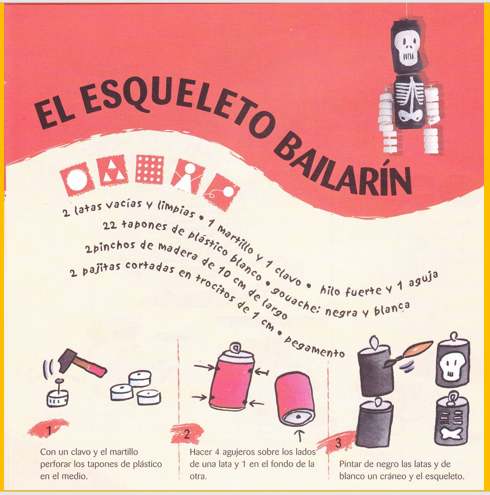 EL ESQUELETO BAILARÍN
2 latas vacías y limpias • 1 martillo y 1 clavo • hilo fuerte y 1 aguja
22 tapones de plástico blanco • gouache: negra y blanca
2pinchos de madera de 10 cm de largo
2 pajitas cortadas en trocitos de 1 cm • pegamento
1
Con un clavo y el martillo
perforar los tapones de plástico
en el medio.
2
Hacer 4 agujeros sobre los lados
de una lata y 1 en el fondo de la
otra.
3
Pintar de negro las latas y de
blanco un cráneo y el esqueleto.